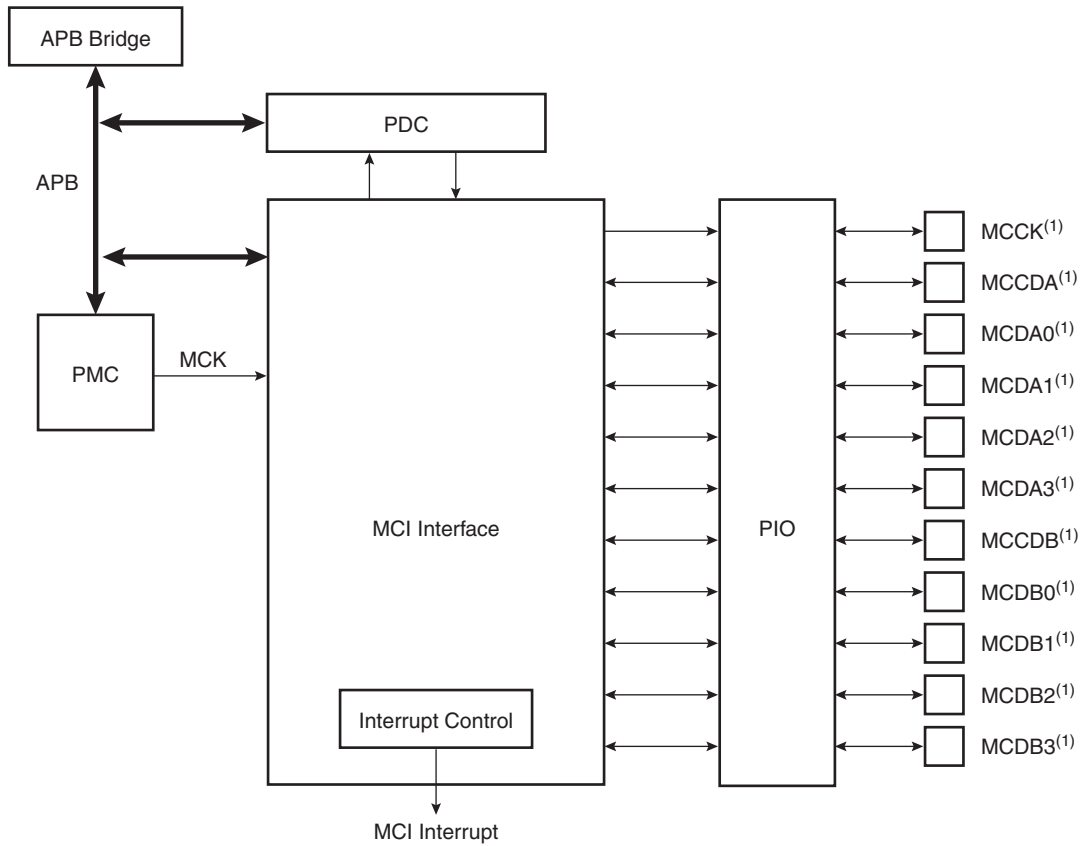 APB Bridge
PDC
APB
MCCK(1)
MCCDA(1)
MCDA0(1)
MCK
PMC
MCDA1(1)
MCDA2(1)
MCDA3(1)
MCI Interface
PIO
MCCDB(1)
MCDB0(1)
MCDB1(1)
MCDB2(1)
Interrupt Control
MCDB3(1)
MCI Interrupt